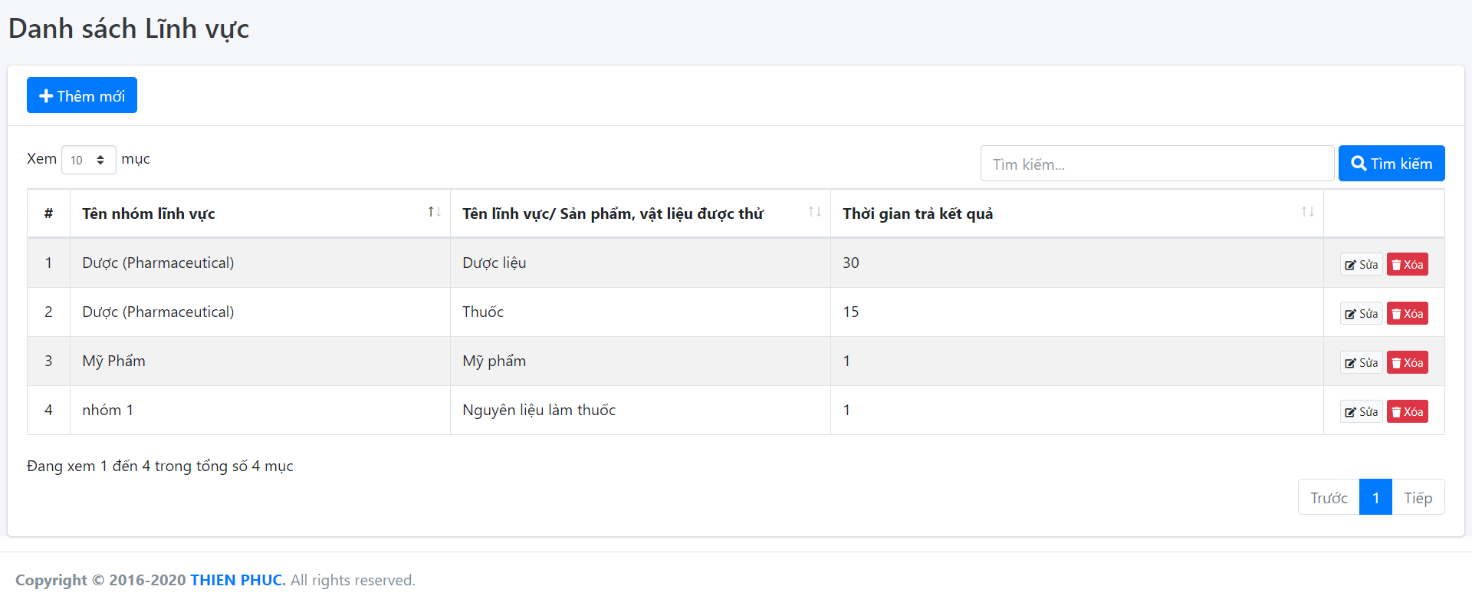 Danh sách Lĩnh vực
Thêm mới
Xem 10 mục
Tìm kiếm...
Tìm kiếm
# Tên nhóm lĩnh vực Tên lĩnh vực/ Sản phẩm, vật liệu được thử Thời gian trả kết quả
1 Dược (Pharmaceutical) Dược liệu 30 Sửa Xóa
2 Dược (Pharmaceutical) Thuốc 15 Sửa Xóa
3 Mỹ Phẩm Mỹ phẩm 1 Sửa Xóa
4 nhóm 1 Nguyên liệu làm thuốc 1 Sửa Xóa
Đang xem 1 đến 4 trong tổng số 4 mục
Trước 1 Tiếp
Copyright © 2016-2020 THIEN PHUC. All rights reserved.